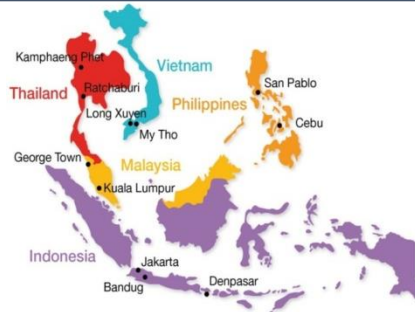 Kamphaeng Phet
Vietnam
Thailand
Ratchaburi
San Pablo
Philippines
Long Xuyen
Cebu
My Tho
George Town
Malaysia
Kuala Lumpur
Indonesia
Jakarta
Bandug
Denpasar